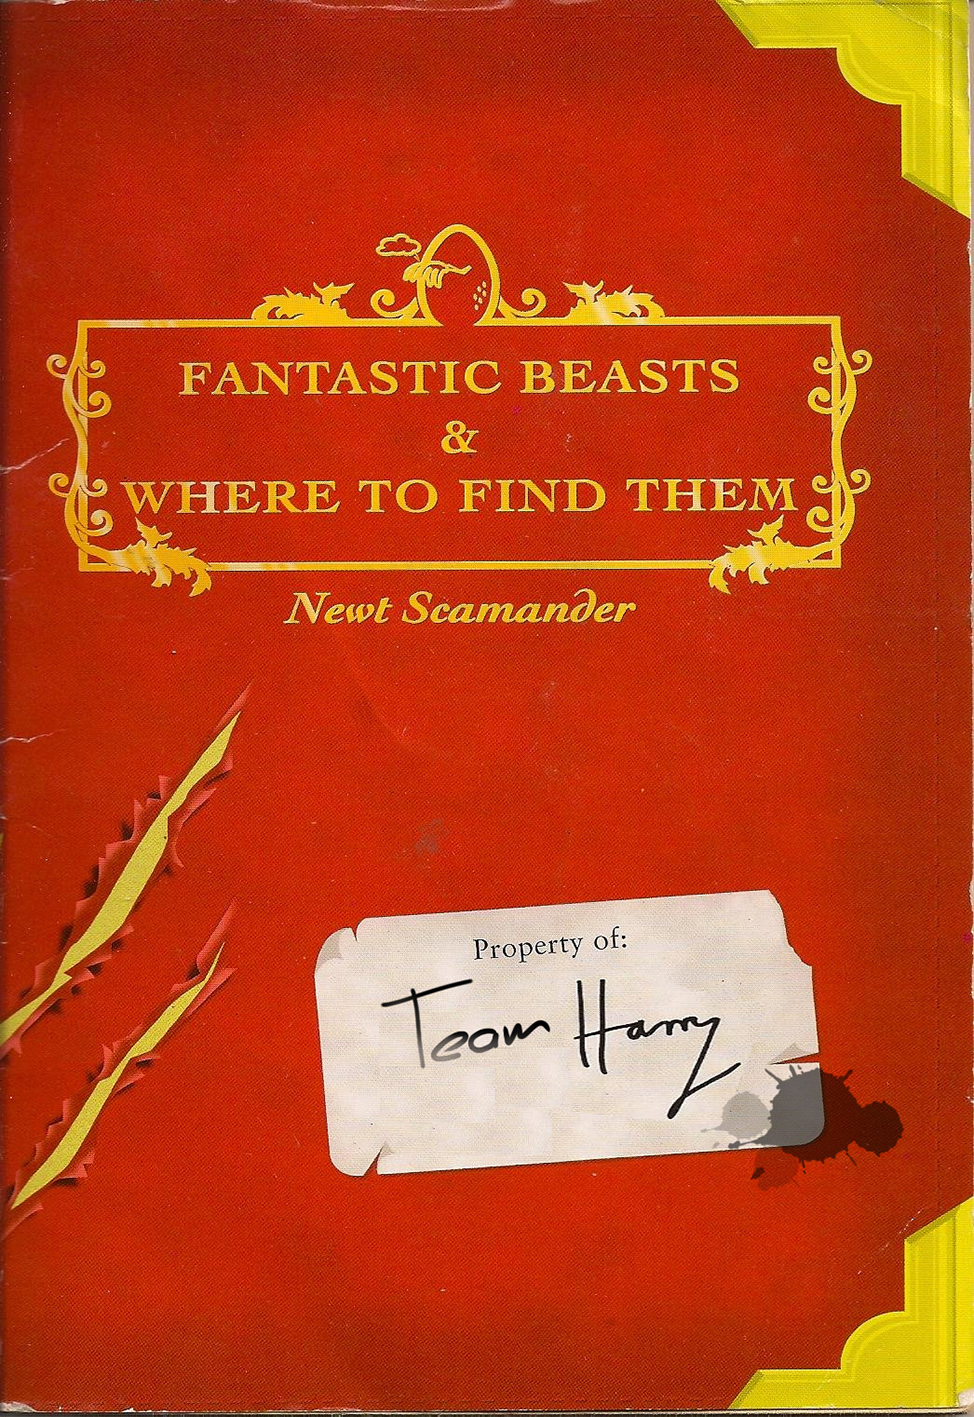 FANTASTIC BEASTS
&
WHERE TO FIND THEM
Newt Scamander
Property of:
Team Harry